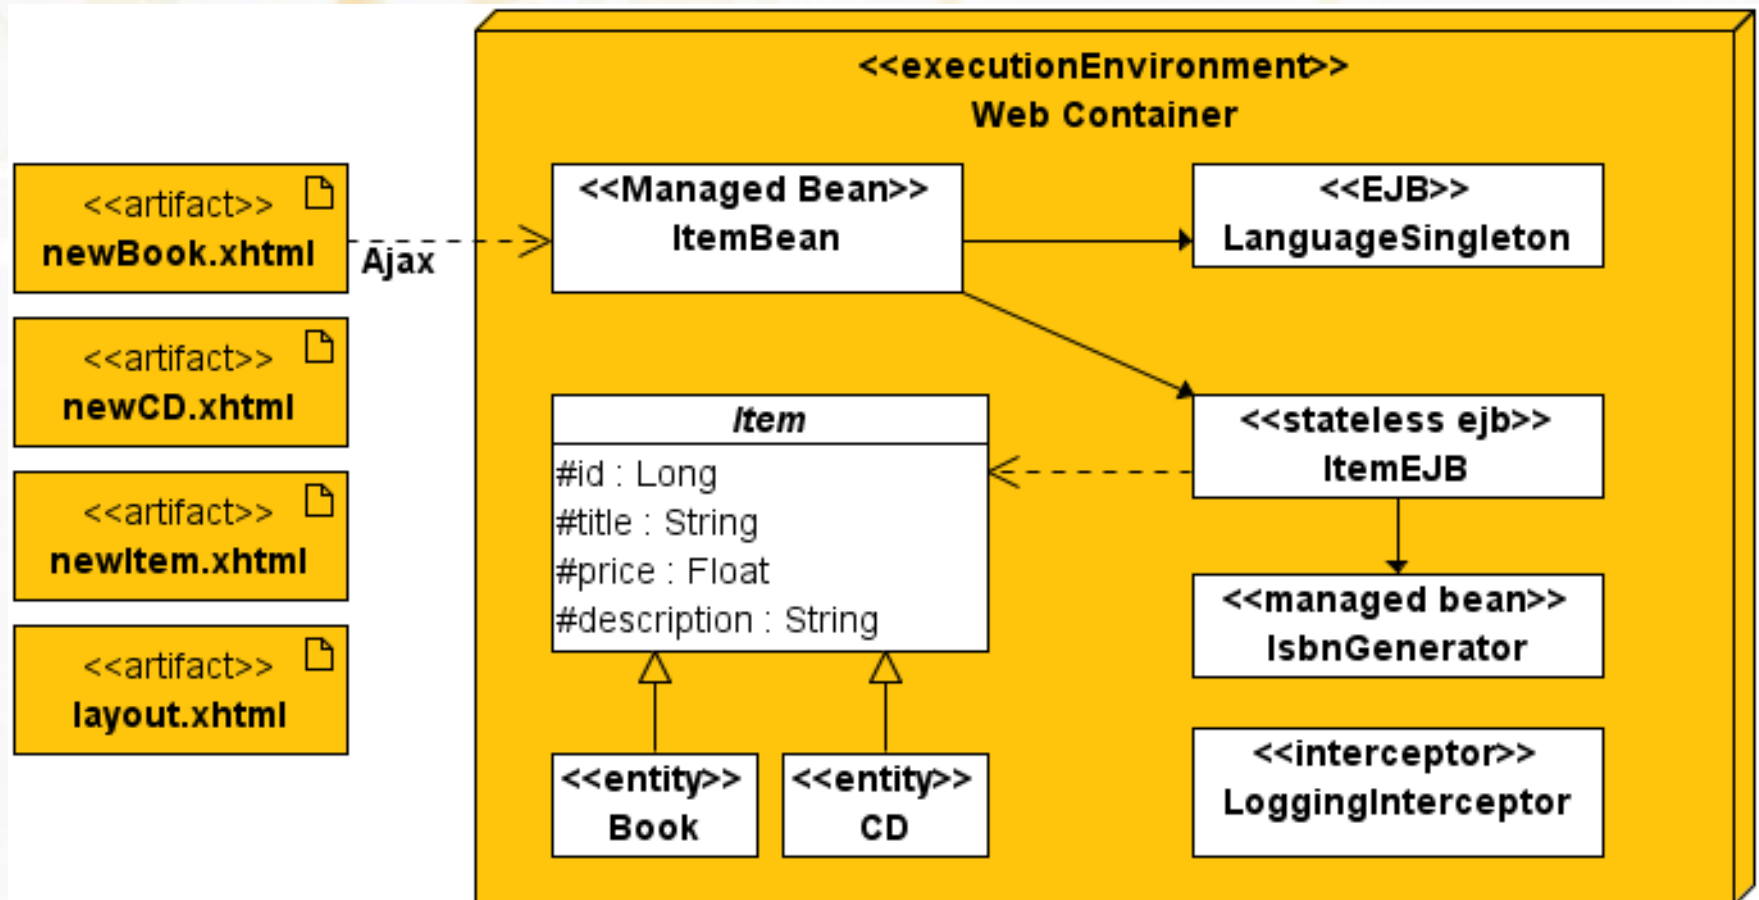 <<executionEnvironment>>
Web Container
<<artifact>>
newBook.xhtml
Ajax
<<Managed Bean>>
ItemBean
<<EJB>>
LanguageSingleton
<<artifact>>
newCD.xhtml
<<artifact>>
newItem.xhtml
<<artifact>>
layout.xhtml
Item
#id : Long
#title : String
#price : Float
#description : String
<<stateless ejb>>
ItemEJB
<<managed bean>>
IsbnGenerator
<<entity>>
Book
<<entity>>
CD
<<interceptor>>
LoggingInterceptor